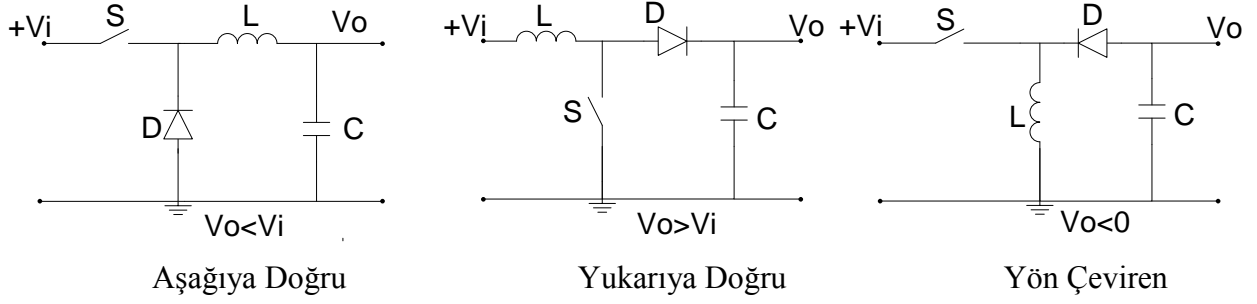 +Vi S L Vo
D C
Vo<Vi
Aşağıya Doğru
+Vi L D Vo
S C
Vo>Vi
Yukarıya Doğru
+Vi S D Vo
L C
Vo<0
Yön Çeviren